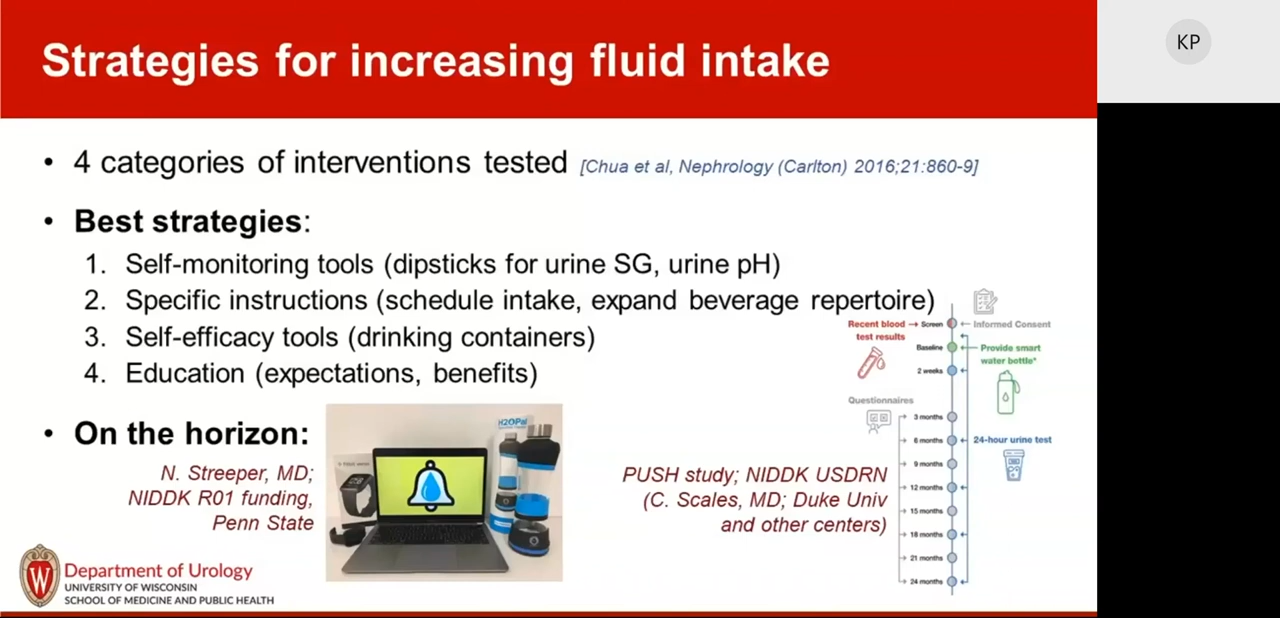 Strategies for increasing fluid intake
KP
• 4 categories of interventions tested [Chua et al, Nephrology (Carlton) 2016;21:860-9]
• Best strategies:
1. Self-monitoring tools (dipsticks for urine SG, urine pH)
2. Specific instructions (schedule intake, expand beverage repertoire)
3. Self-efficacy tools (drinking containers)
4. Education (expectations, benefits)
• On the horizon:
N. Streeper, MD;
NIDDK R01 funding,
Penn State
H2OPal
PUSH study; NIDDK USDRN
(C. Scales, MD; Duke Univ
and other centers)
Recent blood
test results
Screen
Informed Consent
Baseline
Provide smart
water bottle*
2 weeks
Questionnaires
3 months
6 months
24-hour urine test
9 months
12 months
15 months
18 months
21 months
24 months
W
Department of Urology
UNIVERSITY OF WISCONSIN
SCHOOL OF MEDICINE AND PUBLIC HEALTH